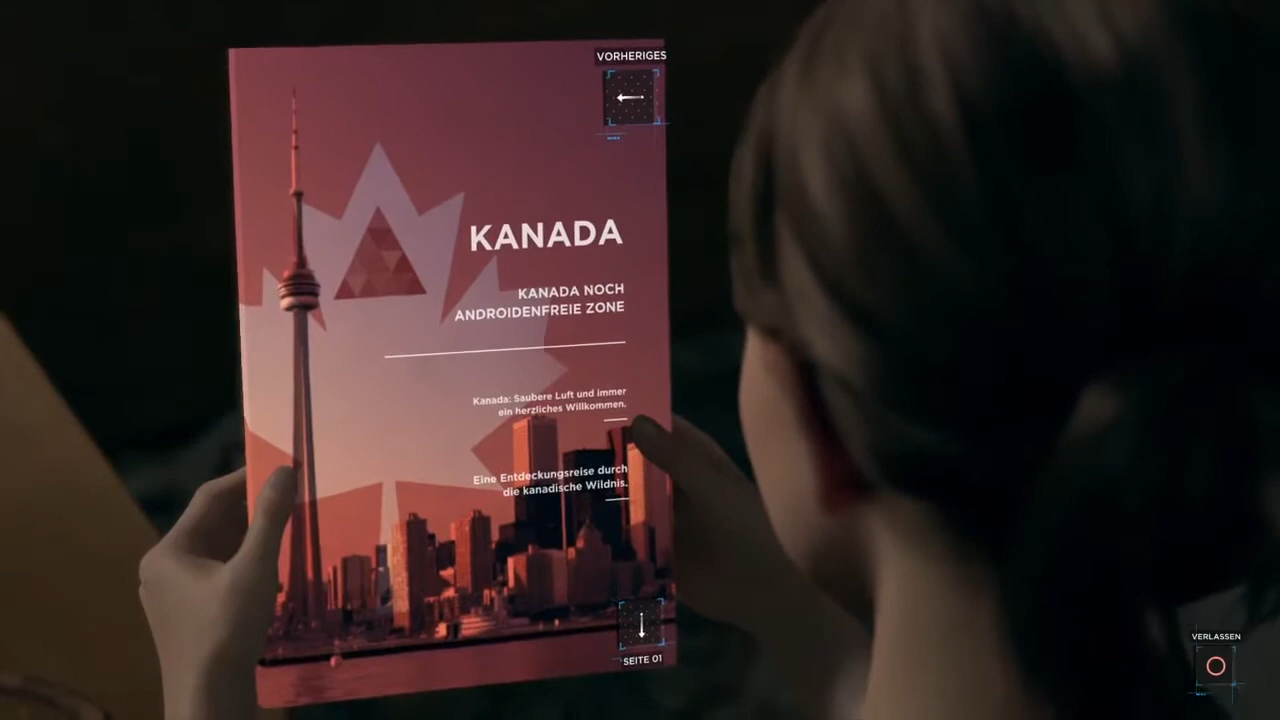 VORHERIGES
KANADA
KANADA NOCH
ANDROIDENFREIE ZONE
Kanada: Saubere Luft und immer
ein herzliches Willkommen.
Eine Entdeckungsreise durch
die kanadische Wildnis.
SEITE 01
VERLASSEN